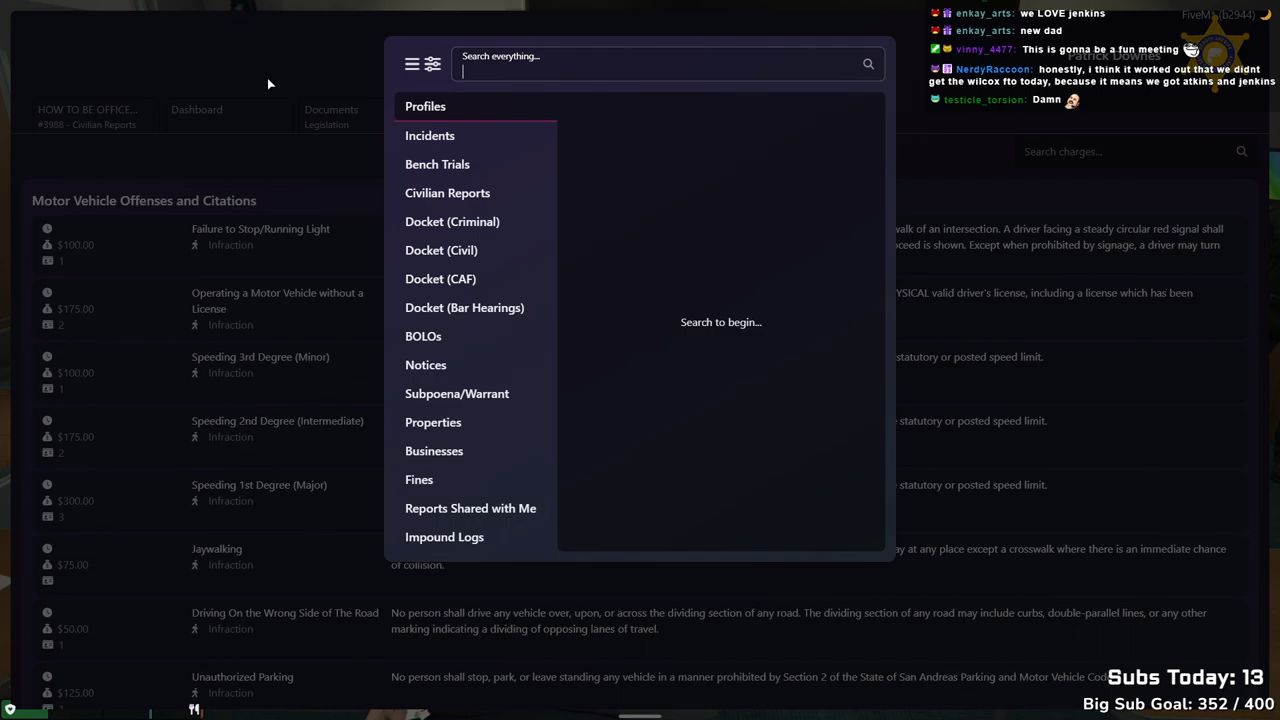 enkay_arts: we LOVE jenkins
FiveM® (b2944)
enkay_arts: new dad
vinny_4477: This is gonna be a fun meeting
Patrick Downes
NerdyRaccoon: honestly, i think it worked out that we didnt
get the wilcox fto today, because it means we got atkins and jenkins
testicle_torsion: Damn
Search everything...
HOW TO BE OFFICE...
#3988 - Civilian Reports
Dashboard
Documents
Legislation
Search charges...
Profiles
Incidents
Bench Trials
Civilian Reports
Docket (Criminal)
Docket (Civil)
Docket (CAF)
Docket (Bar Hearings)
BOLOs
Notices
Subpoena/Warrant
Properties
Businesses
Fines
Reports Shared with Me
Impound Logs
Search to begin...
Motor Vehicle Offenses and Citations
Failure to Stop/Running Light
$100.00
Infraction
1
walk of an intersection. A driver facing a steady circular red signal shall
oceed is shown. Except when prohibited by signage, a driver may turn
Operating a Motor Vehicle without a
License
$175.00
Infraction
2
YSICAL valid driver's license, including a license which has been
Speeding 3rd Degree (Minor)
$100.00
Infraction
1
statutory or posted speed limit.
Speeding 2nd Degree (Intermediate)
$175.00
Infraction
2
statutory or posted speed limit.
Speeding 1st Degree (Major)
$300.00
Infraction
3
statutory or posted speed limit.
Jaywalking
$75.00
Infraction
ay at any place except a crosswalk where there is an immediate chance
of collision.
Driving On the Wrong Side of The Road
$50.00
Infraction
1
No person shall drive any vehicle over, upon, or across the dividing section of any road. The dividing section of any road may include curbs, double-parallel lines, or any other
marking indicating a dividing of opposing lanes of travel.
Unauthorized Parking
$125.00
Infraction
No person shall stop, park, or leave standing any vehicle in a manner prohibited by Section 2 of the State of San Andreas Parking and Motor Vehicle Cod
Subs Today: 13
Big Sub Goal: 352 / 400